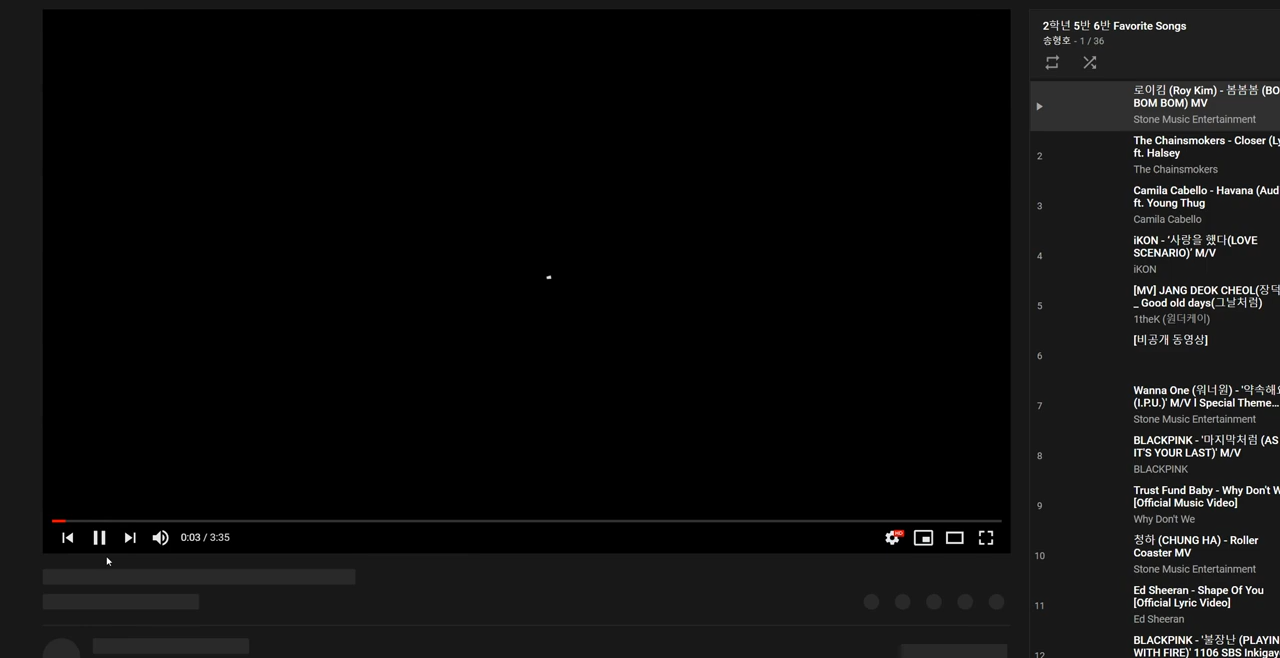 2학년 5반 6반 Favorite Songs
송형호 - 1 / 36
로이킴 (Roy Kim) - 봄봄봄 (BO
BOM BOM) MV
Stone Music Entertainment
2
The Chainsmokers - Closer (Ly
ft. Halsey
The Chainsmokers
3
Camila Cabello - Havana (Aud
ft. Young Thug
Camila Cabello
4
iKON - '사랑을 했다(LOVE
SCENARIO)' M/V
iKON
5
[MV] JANG DEOK CHEOL(장덕
_ Good old days(그날처럼)
1theK (원더케이)
6
[비공개 동영상]
7
Wanna One (워너원) - '약속해요
(I.P.U.)' M/V l Special Theme...
Stone Music Entertainment
8
BLACKPINK - '마지막처럼 (AS
IT'S YOUR LAST)' M/V
BLACKPINK
9
Trust Fund Baby - Why Don't W
[Official Music Video]
Why Don't We
10
청하 (CHUNG HA) - Roller
Coaster MV
Stone Music Entertainment
11
Ed Sheeran - Shape Of You
[Official Lyric Video]
Ed Sheeran
12
BLACKPINK - '불장난 (PLAYIN
WITH FIRE)' 1106 SBS Inkigay
0:03 / 3:35
HD